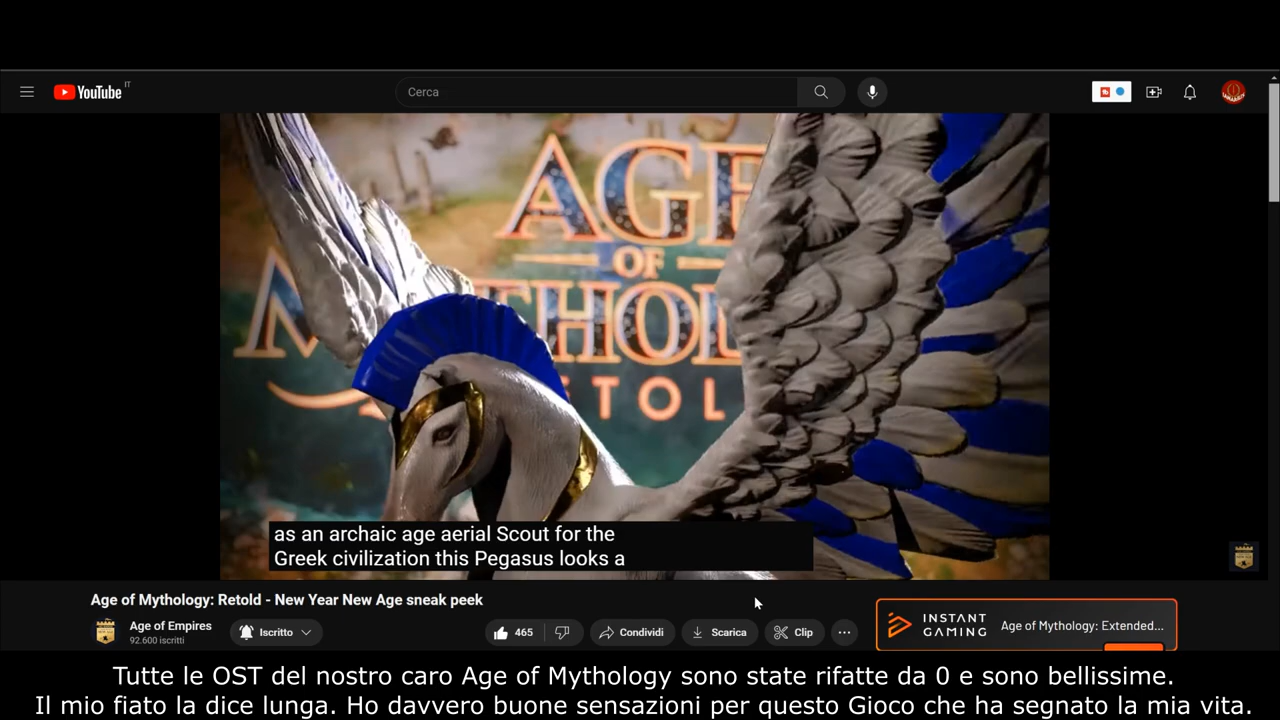 YouTube IT
Cerca
AGE
OF
MYTHOL
ETOL
as an archaic age aerial Scout for the
Greek civilization this Pegasus looks a
Age of Mythology: Retold - New Year New Age sneak peek
Age of Empires
92.600 iscritti
Iscritto
465
Condividi
Scarica
Clip
INSTANT
GAMING
Age of Mythology: Extended...
Tutte le OST del nostro caro Age of Mythology sono state rifatte da 0 e sono bellissime.
Il mio fiato la dice lunga. Ho davvero buone sensazioni per questo Gioco che ha segnato la mia vita.